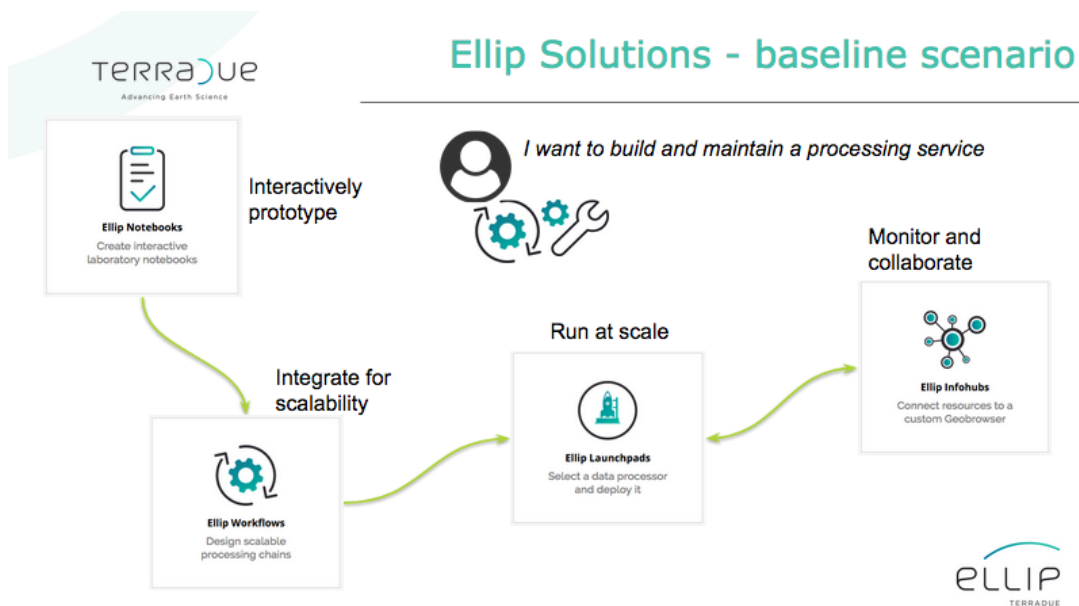 Ellip Solutions - baseline scenario
TERRADUE
Advancing Earth Science
I want to build and maintain a processing service
Interactively
prototype
Ellip Notebooks
Create interactive
laboratory notebooks
Integrate for
scalability
Ellip Workflows
Design scalable
processing chains
Run at scale
Ellip Launchpads
Select a data processor
and deploy it
Monitor and
collaborate
Ellip Infohubs
Connect resources to a
custom Geobrowser
ELLIP
TERRADUE